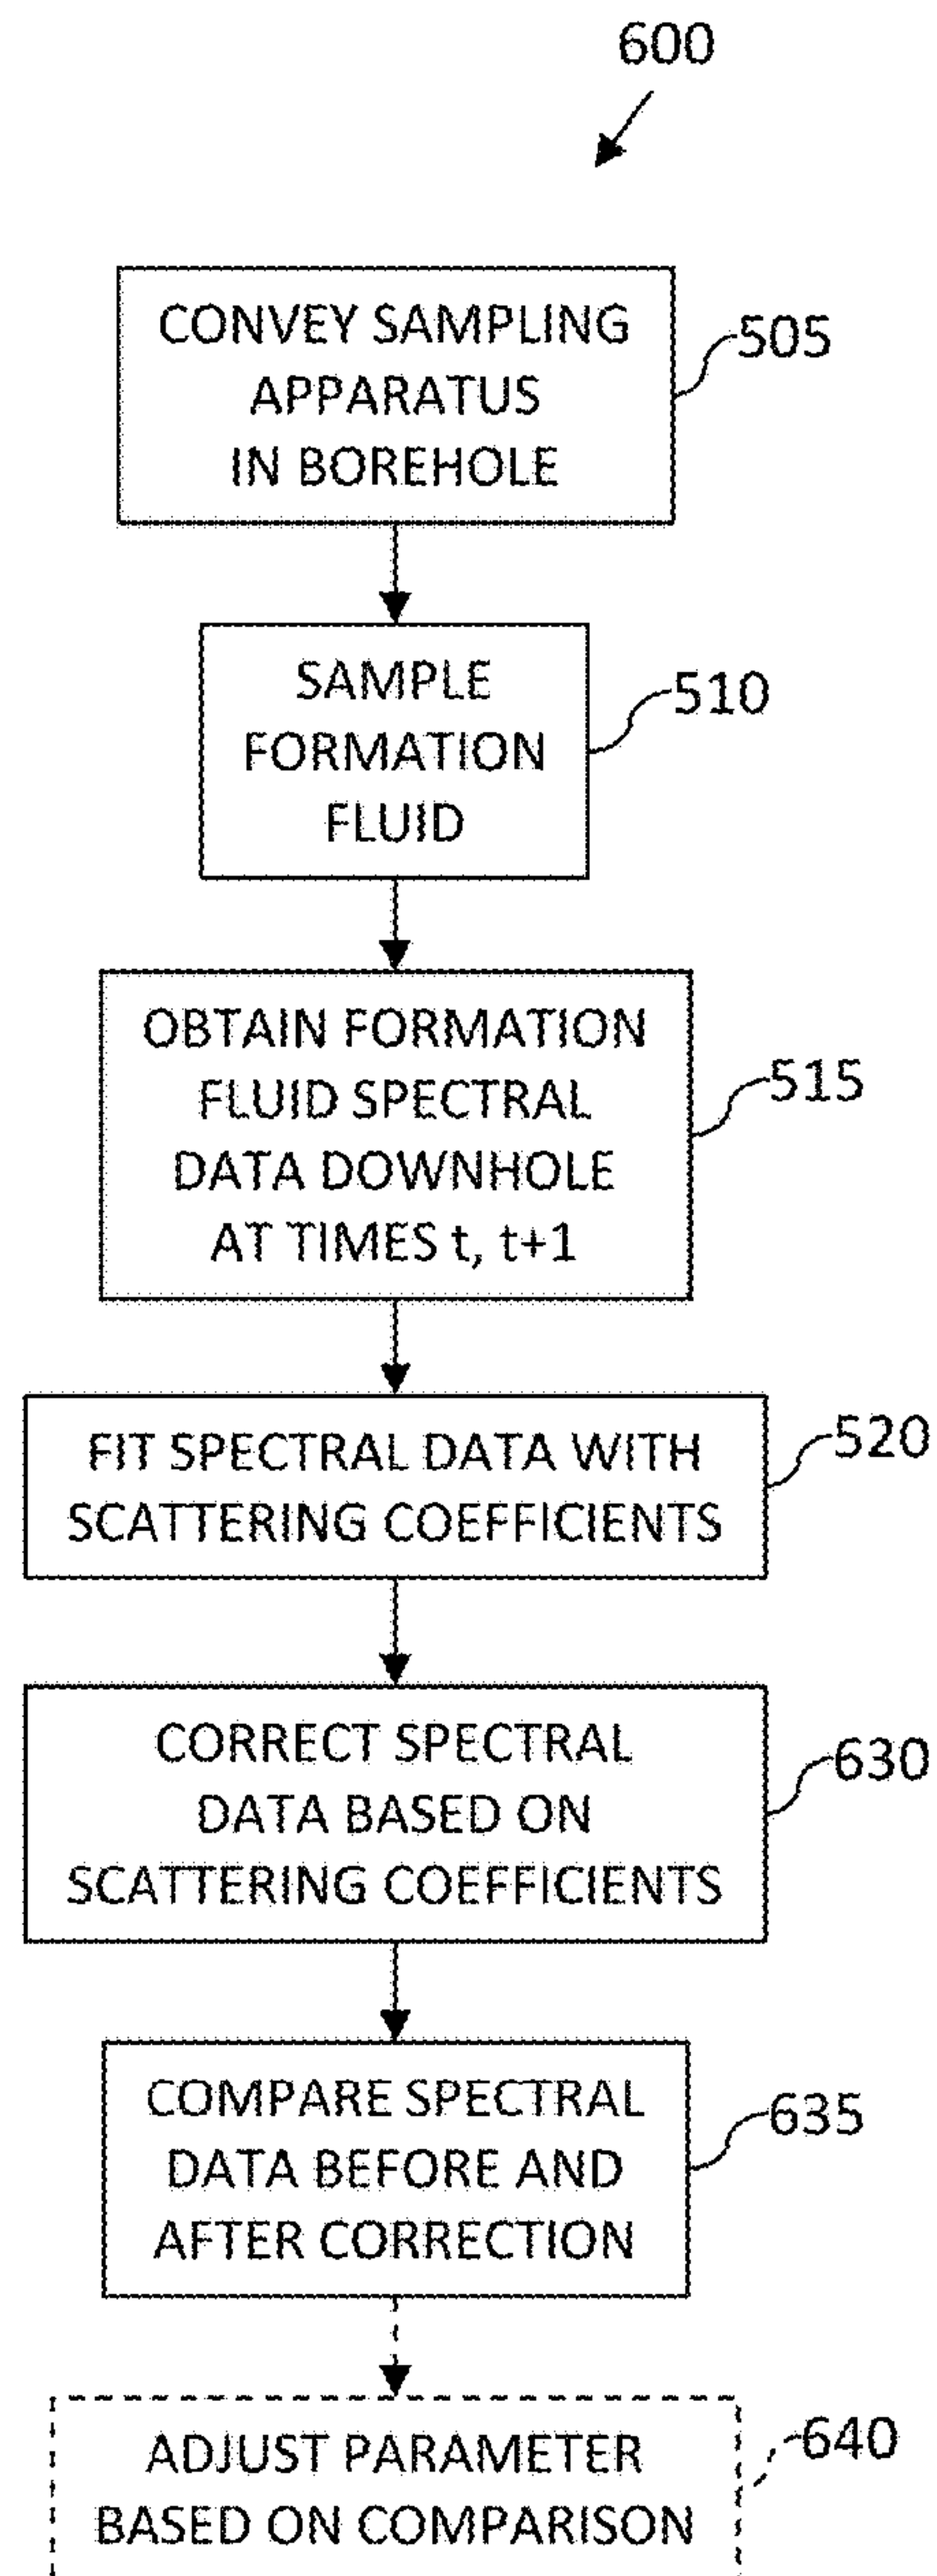 600
CONVEY SAMPLING
APPARATUS
IN BOREHOLE
505
SAMPLE
FORMATION
FLUID
510
OBTAIN FORMATION
FLUID SPECTRAL
DATA DOWNHOLE
AT TIMES t, t+1
515
FIT SPECTRAL DATA WITH
SCATTERING COEFFICIENTS
520
CORRECT SPECTRAL
DATA BASED ON
SCATTERING COEFFICIENTS
630
COMPARE SPECTRAL
DATA BEFORE AND
AFTER CORRECTION
635
ADJUST PARAMETER
BASED ON COMPARISON
640